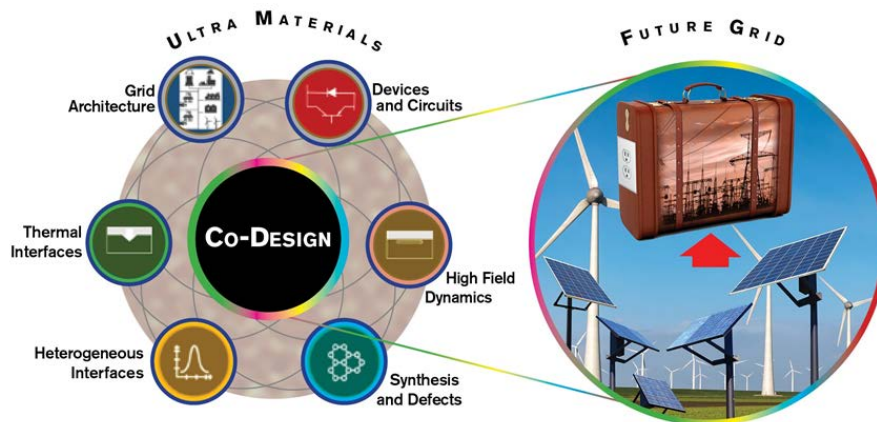 ULTRA MATERIALS
FUTURE GRID
Grid
Architecture
Devices
and Circuits
Thermal
Interfaces
CO-DESIGN
High Field
Dynamics
Heterogeneous
Interfaces
Synthesis
and Defects